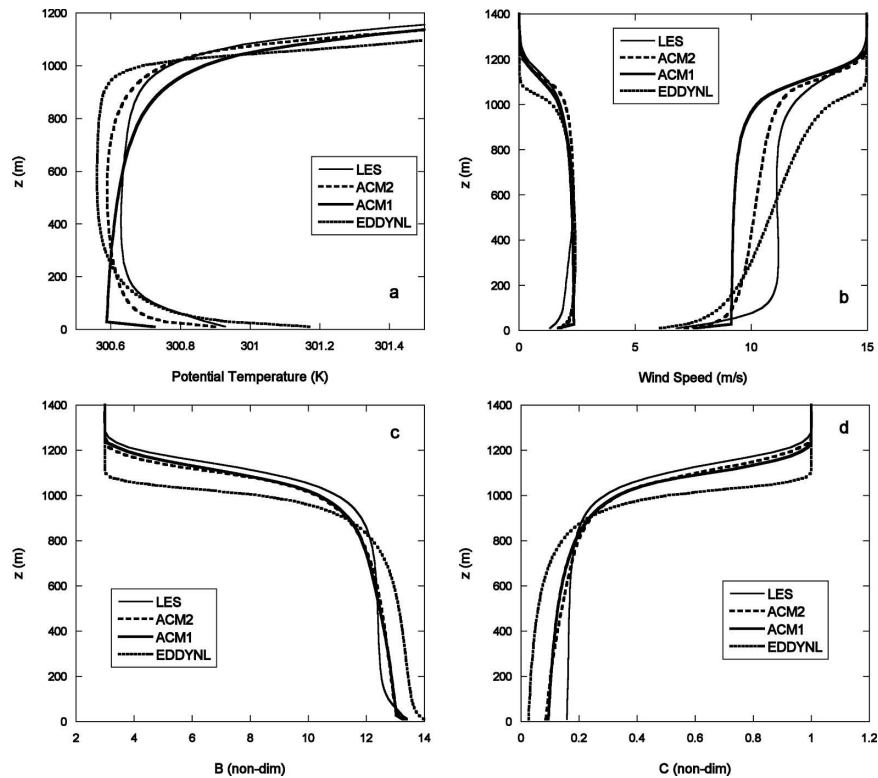 1400
1200
1000
800
600
400
200
0
z (m)
LES
ACM2
ACM1
EDDYNL
a
300.6
300.8
301
301.2
301.4
Potential Temperature (K)
1400
1200
1000
800
600
400
200
0
z (m)
LES
ACM2
ACM1
EDDYNL
b
0
5
10
15
Wind Speed (m/s)
1400
1200
1000
800
600
400
200
0
z (m)
c
LES
ACM2
ACM1
EDDYNL
2
4
6
8
10
12
14
B (non-dim)
1400
1200
1000
800
600
400
200
0
z (m)
d
LES
ACM2
ACM1
EDDYNL
0
0.2
0.4
0.6
0.8
1
1.2
C (non-dim)